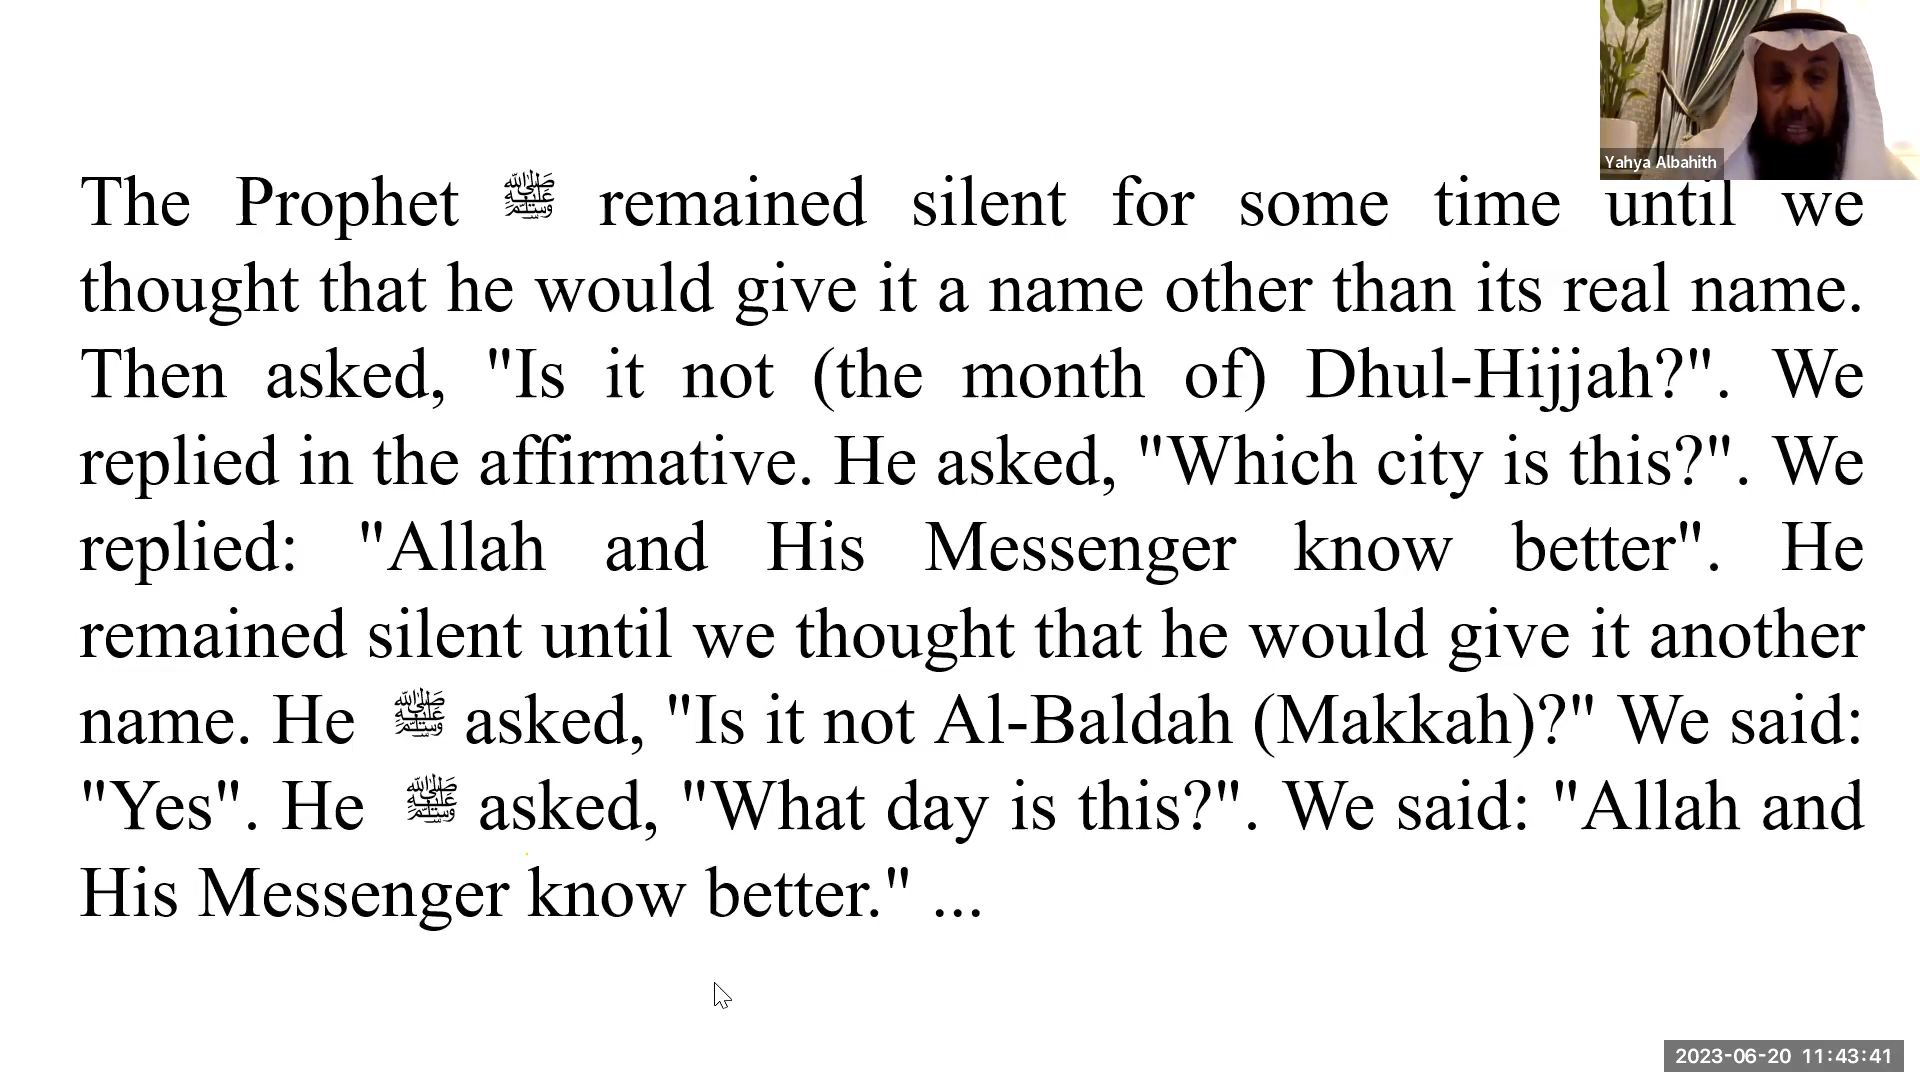 Yahya Albahith
The Prophet ﷺ remained silent for some time until we
thought that he would give it a name other than its real name.
Then asked, "Is it not (the month of) Dhul-Hijjah?". We
replied in the affirmative. He asked, "Which city is this?". We
replied: "Allah and His Messenger know better". He
remained silent until we thought that he would give it another
name. He ﷺ asked, "Is it not Al-Baldah (Makkah)?" We said:
"Yes". He ﷺ asked, "What day is this?". We said: "Allah and
His Messenger know better." ...
2023-06-20 11:43:41